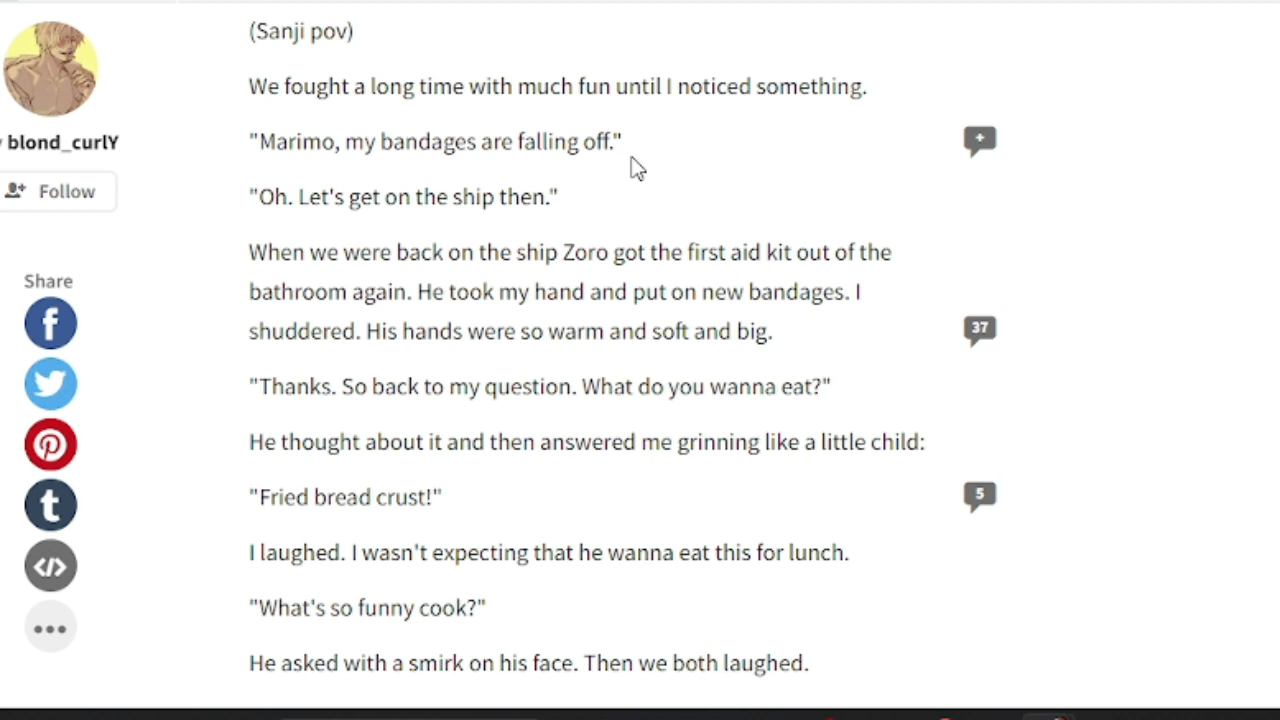 (Sanji pov)
We fought a long time with much fun until I noticed something.
"Marimo, my bandages are falling off."
+
"Oh. Let's get on the ship then."
When we were back on the ship Zoro got the first aid kit out of the
bathroom again. He took my hand and put on new bandages. I
shuddered. His hands were so warm and soft and big.
37
"Thanks. So back to my question. What do you wanna eat?"
He thought about it and then answered me grinning like a little child:
"Fried bread crust!"
5
I laughed. I wasn't expecting that he wanna eat this for lunch.
"What's so funny cook?"
He asked with a smirk on his face. Then we both laughed.
blond_curlY
Follow
Share